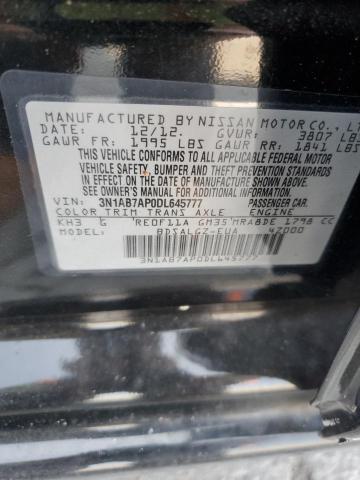 MANUFACTURED BY NISSAN MOTOR CO., LT
DATE: 12/12. GVWR: 3807 LBS
GAWR FR: 1995 LBS GAWR RR: 1841 LBS
THIS VEHICLE CONFORMS TO ALL APPLICABLE FEDERAL MOTOR
VEHICLE SAFETY, BUMPER AND THEFT PREVENTION
STANDARDS IN EFFECT ON THE DATE OF MANUFACTURE
SHOWN ABOVE.
VIN: 3N1AB7AP0DL645777 PASSENGER CAR.
COLOR TRIM TRANS AXLE ENGINE
KH3 G RE0F11A GM35 MRA8DE 1798 CC
MODEL: BDSALGZ-EUA 4Z000
3N1AB7AP0DL645777
SEE OWNER'S MANUAL FOR ADDITIONAL INFORMATION